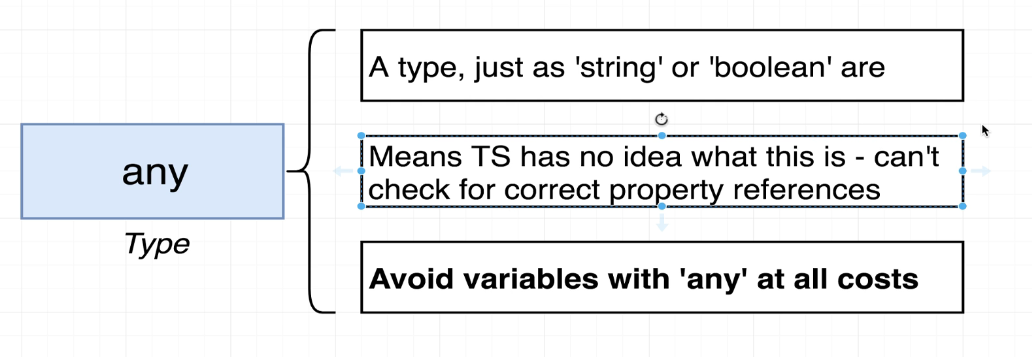 any
Type
A type, just as 'string' or 'boolean' are
Means TS has no idea what this is - can't
check for correct property references
Avoid variables with 'any' at all costs